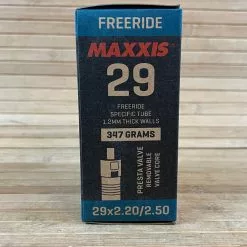 FREERIDE
MAXXIS
29
FREERIDE
SPECIFIC TUBE
1.2MM THICK WALLS
347 GRAMS
PRESTA VALVE
REMOVABLE
VALVE CORE
29x2.20/2.50